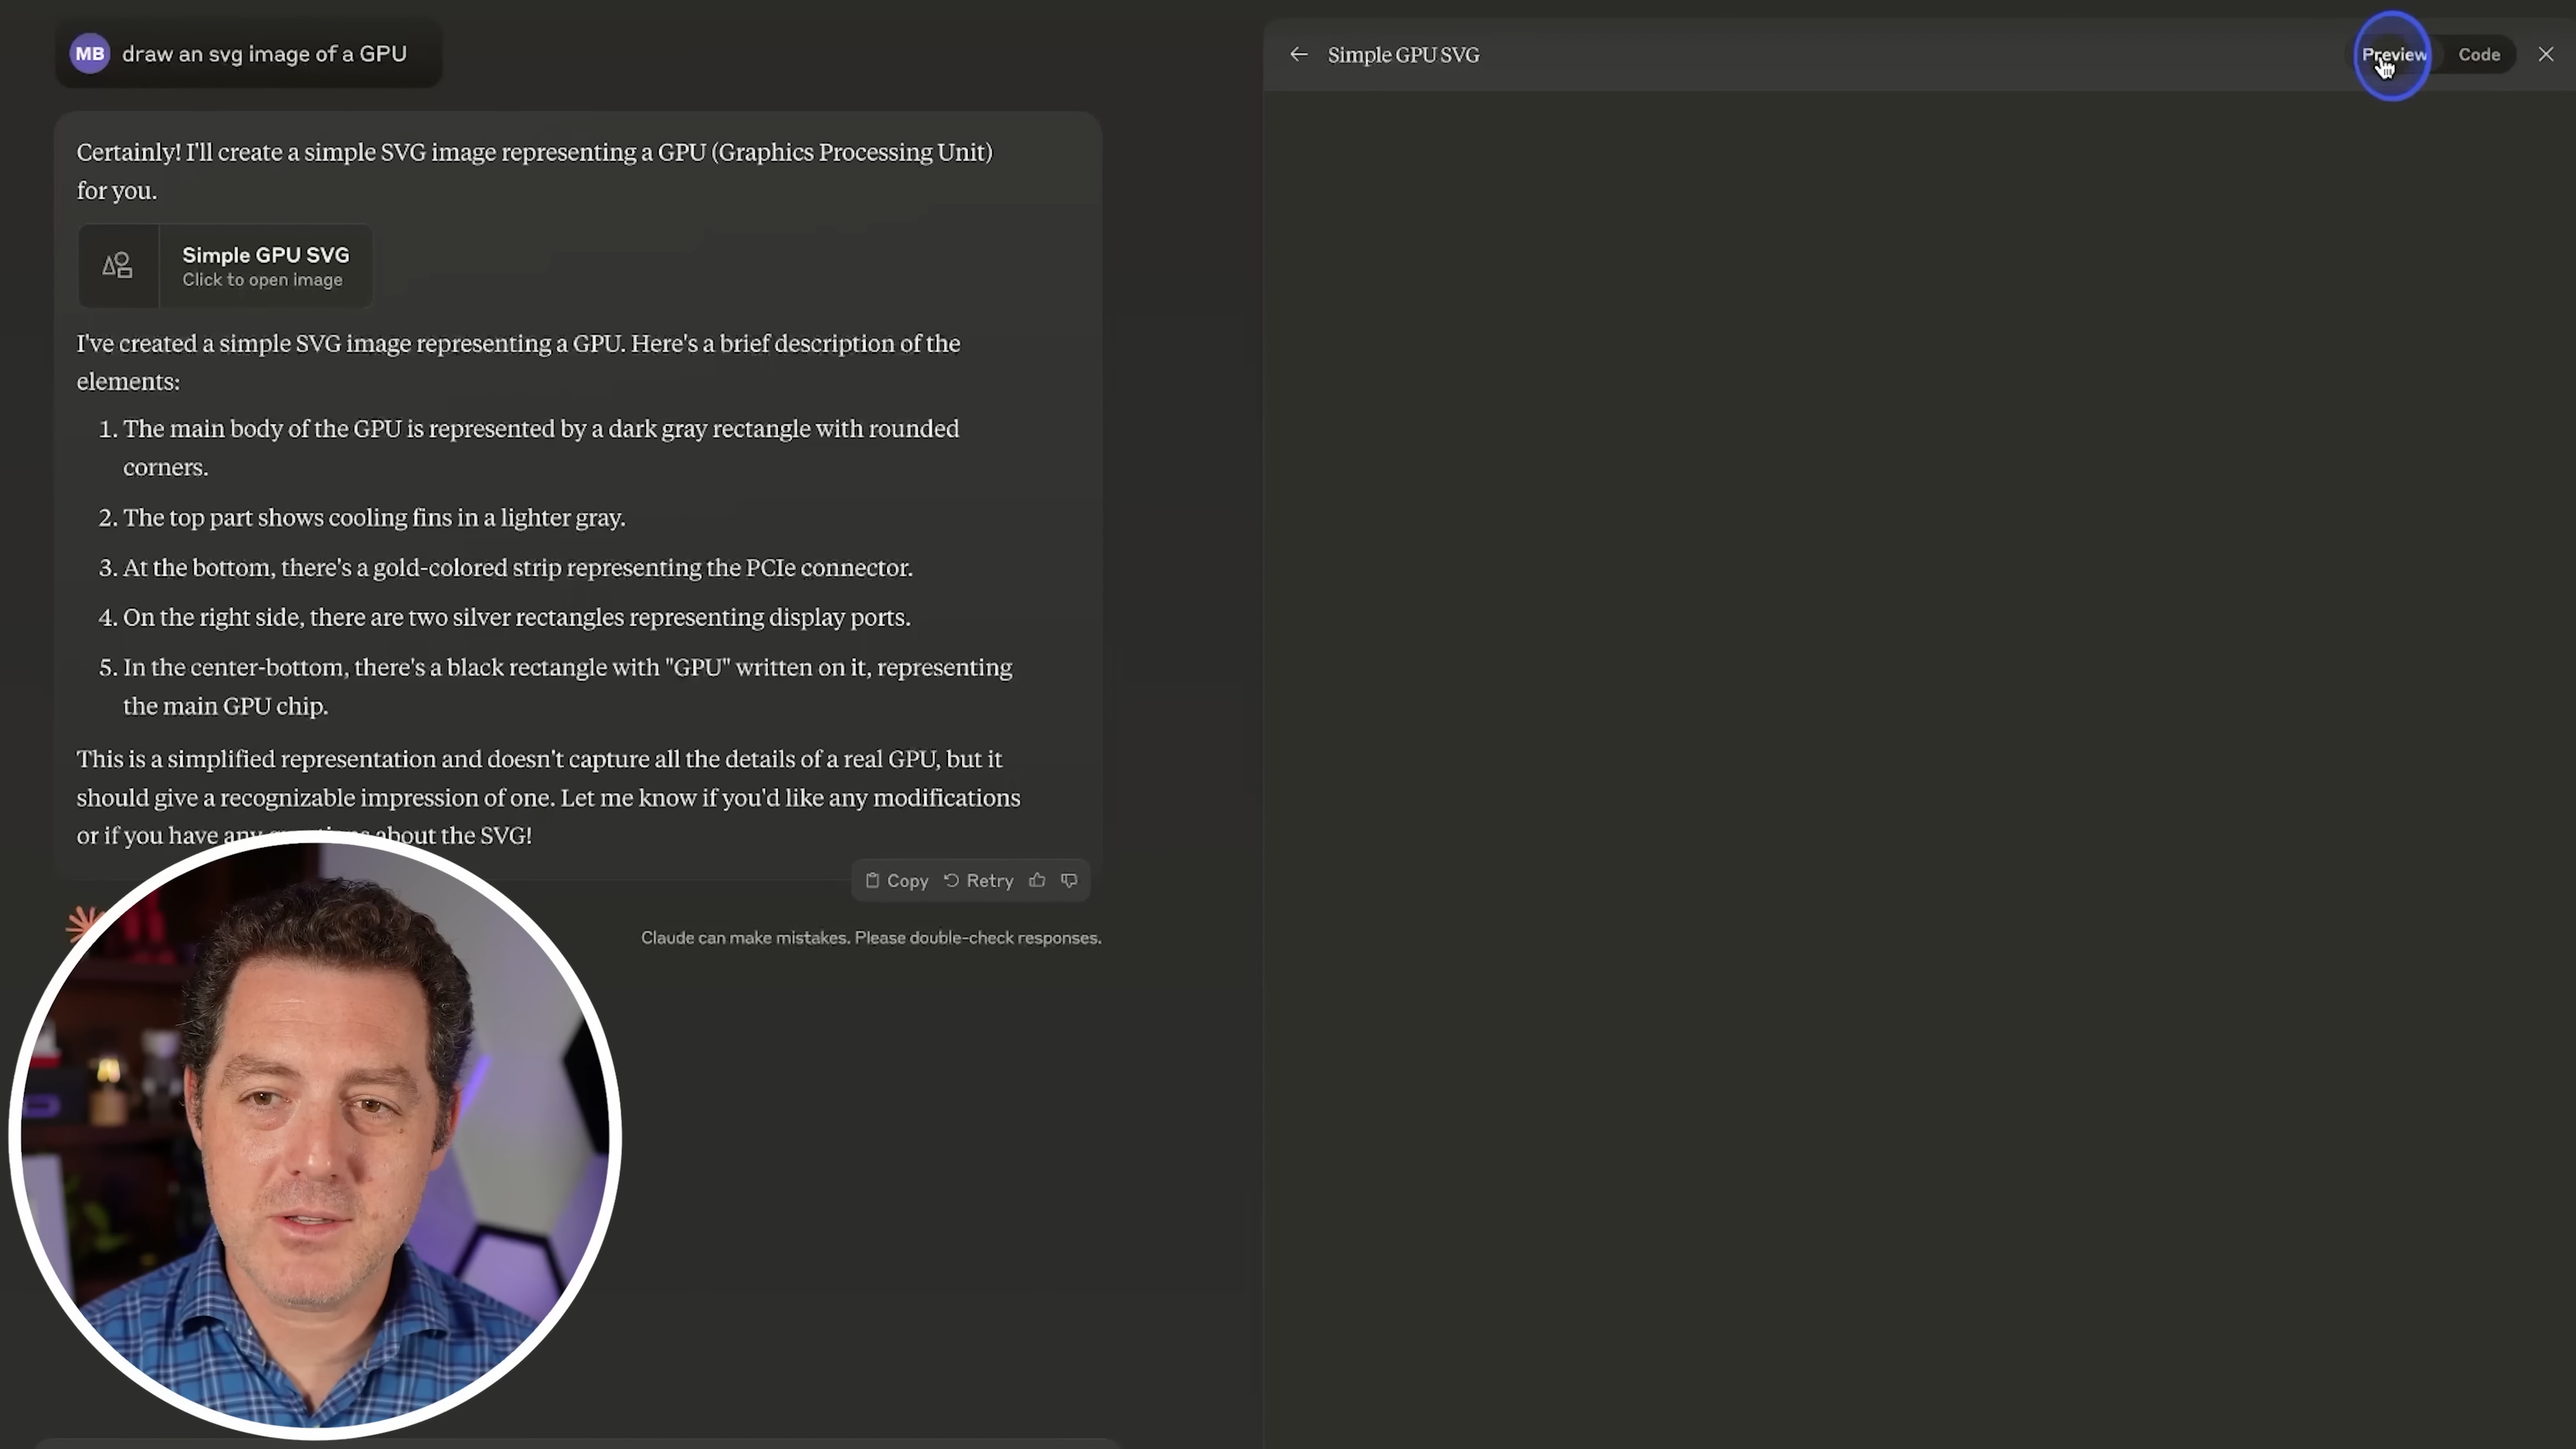 MB draw an svg image of a GPU
Simple GPU SVG
Preview
Code
Certainly! I'll create a simple SVG image representing a GPU (Graphics Processing Unit)
for you.
Simple GPU SVG
Click to open image
I've created a simple SVG image representing a GPU. Here's a brief description of the
elements:
1. The main body of the GPU is represented by a dark gray rectangle with rounded
corners.
2. The top part shows cooling fins in a lighter gray.
3. At the bottom, there's a gold-colored strip representing the PCIe connector.
4. On the right side, there are two silver rectangles representing display ports.
5. In the center-bottom, there's a black rectangle with "GPU" written on it, representing
the main GPU chip.
This is a simplified representation and doesn't capture all the details of a real GPU, but it
should give a recognizable impression of one. Let me know if you'd like any modifications
or if you have any about the SVG!
Copy Retry
Claude can make mistakes. Please double-check responses.